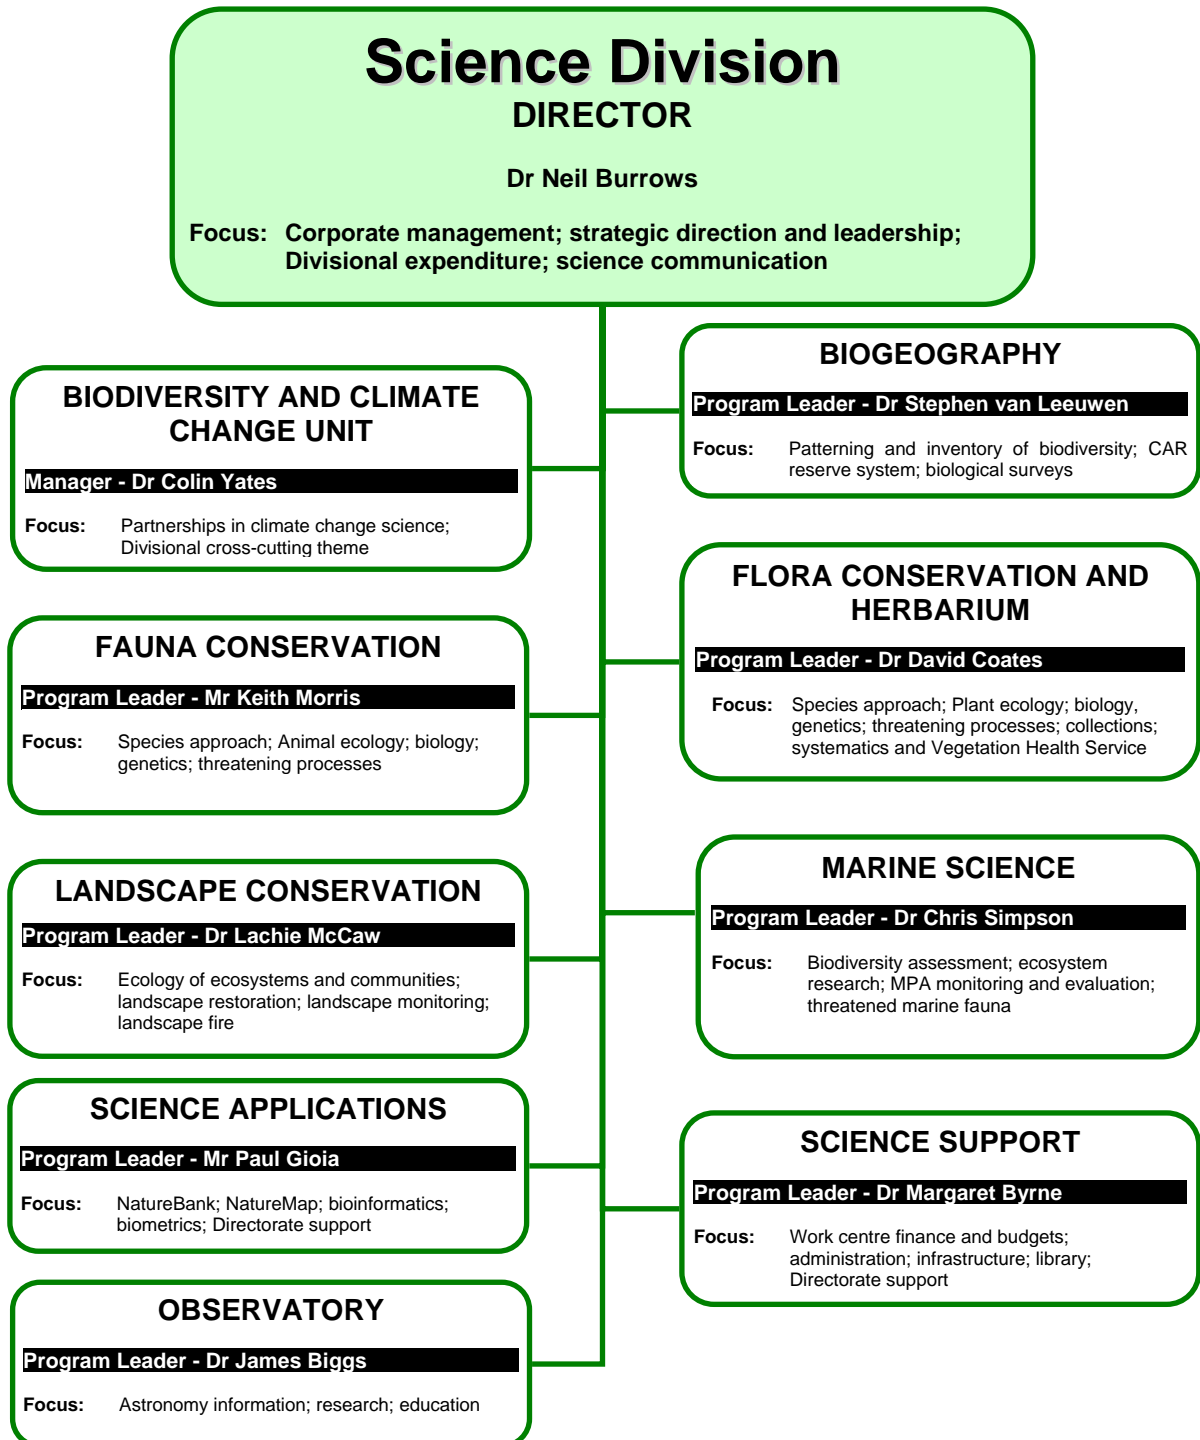 Science Division
DIRECTOR
Dr Neil Burrows
Focus: Corporate management; strategic direction and leadership;
Divisional expenditure; science communication
BIODIVERSITY AND CLIMATE
CHANGE UNIT
Manager - Dr Colin Yates
Focus: Partnerships in climate change science;
Divisional cross-cutting theme
BIOGEOGRAPHY
Program Leader - Dr Stephen van Leeuwen
Focus: Patterning and inventory of biodiversity; CAR
reserve system; biological surveys
FAUNA CONSERVATION
Program Leader - Mr Keith Morris
Focus: Species approach; Animal ecology; biology;
genetics; threatening processes
FLORA CONSERVATION AND
HERBARIUM
Program Leader - Dr David Coates
Focus: Species approach; Plant ecology; biology,
genetics; threatening processes; collections;
systematics and Vegetation Health Service
LANDSCAPE CONSERVATION
Program Leader - Dr Lachie McCaw
Focus: Ecology of ecosystems and communities;
landscape restoration; landscape monitoring;
landscape fire
MARINE SCIENCE
Program Leader - Dr Chris Simpson
Focus: Biodiversity assessment; ecosystem
research; MPA monitoring and evaluation;
threatened marine fauna
SCIENCE APPLICATIONS
Program Leader - Mr Paul Gioia
Focus: NatureBank; NatureMap; bioinformatics;
biometrics; Directorate support
SCIENCE SUPPORT
Program Leader - Dr Margaret Byrne
Focus: Work centre finance and budgets;
administration; infrastructure; library;
Directorate support
OBSERVATORY
Program Leader - Dr James Biggs
Focus: Astronomy information; research; education